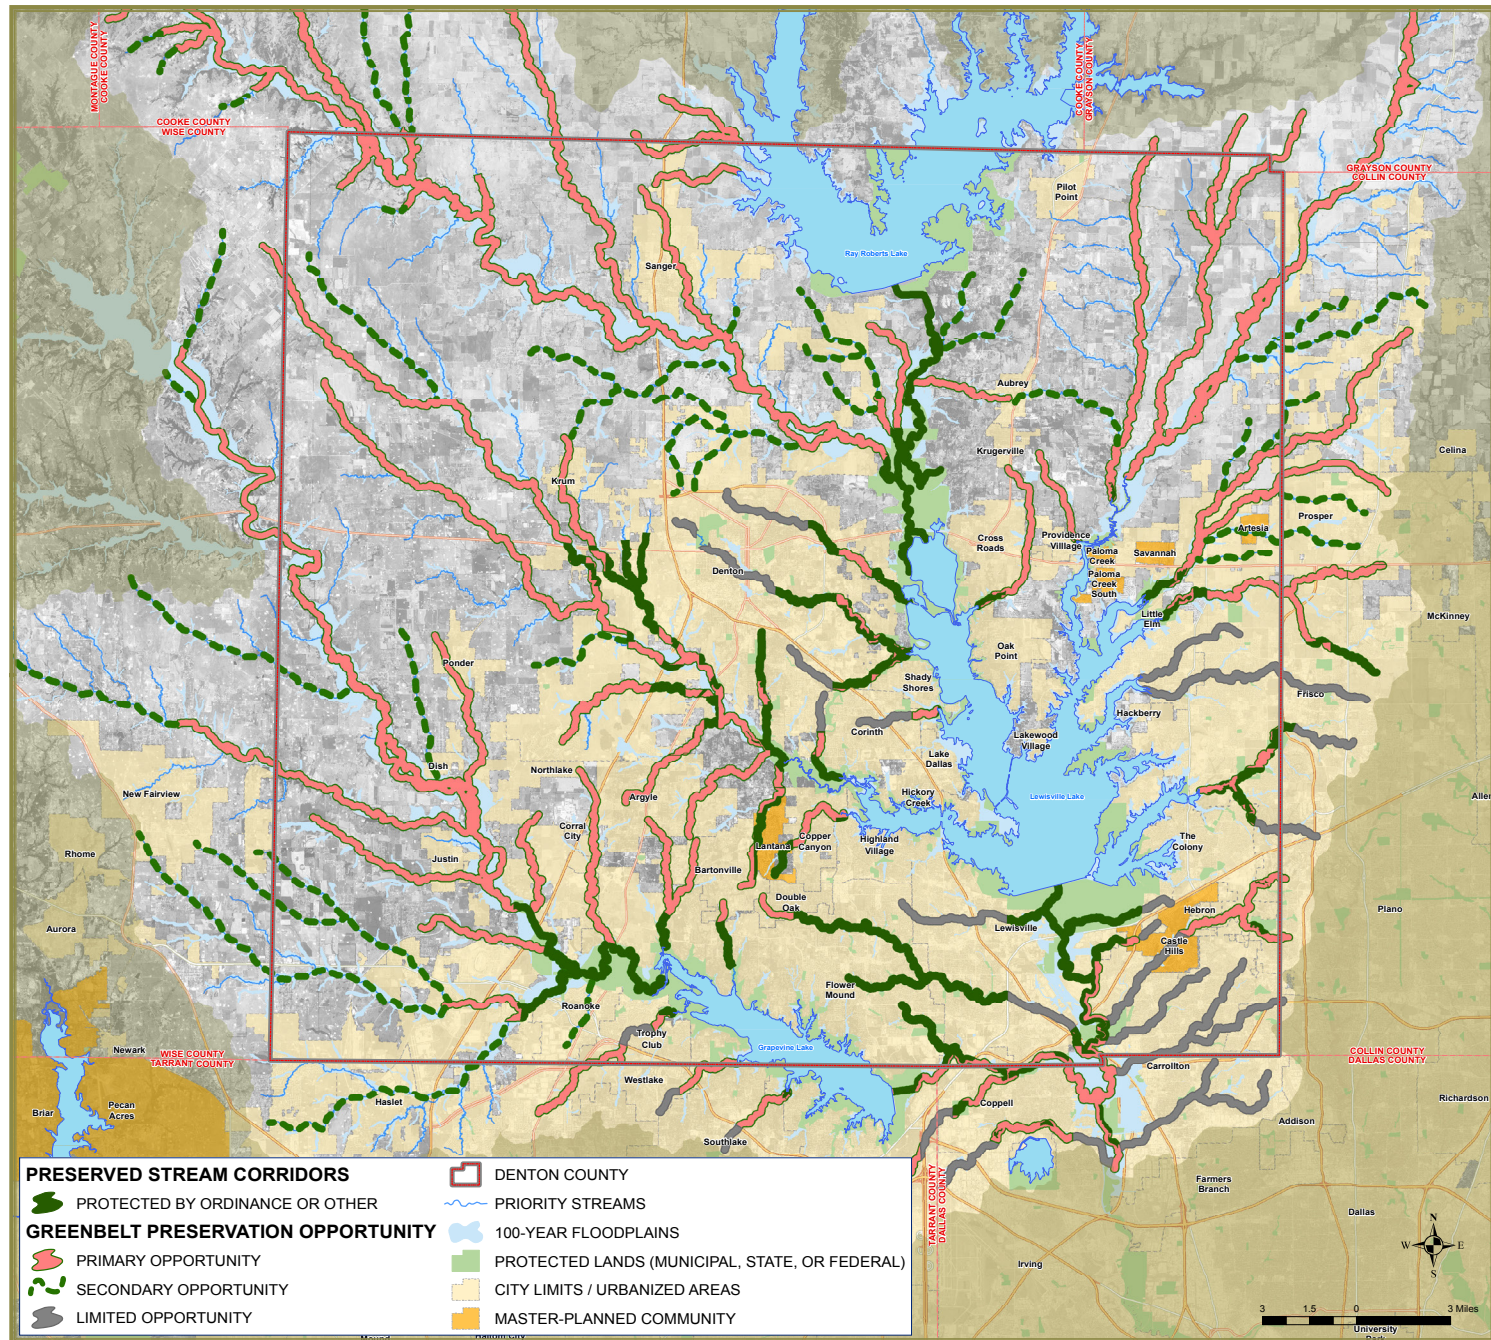 MONTAGUE COUNTY
COOKE COUNTY
COOKE COUNTY
WISE COUNTY
COOKE COUNTY
GRAYSON COUNTY
GRAYSON COUNTY
COLLIN COUNTY
Pilot
Point
Ray Roberts Lake
Sanger
Aubrey
Krugerville
Celina
Krum
Prosper
Artesia
Cross
Roads
Providence
Village
Paloma
Creek
Savannah
Denton
Paloma
Creek
South
Little
Elm
McKinney
Oak
Point
Ponder
Shady
Shores
Frisco
Hackberry
Corinth
Lakewood
Village
Lake
Dallas
Dish
Northlake
New Fairview
Argyle
Hickory
Creek
Lewisville Lake
Allen
Corral
City
Copper
Canyon
Highland
Village
The
Colony
Lantana
Rhome
Justin
Bartonville
Double
Oak
Hebron
Plano
Aurora
Lewisville
Castle
Hills
Flower
Mound
Roanoke
Trophy
Club
Grapevine Lake
Newark
WISE COUNTY
TARRANT COUNTY
COLLIN COUNTY
DALLAS COUNTY
Carrollton
Westlake
Briar
Pecan
Acres
Haslet
Coppell
Richardson
Addison
Southlake
Farmers
Branch
TARRANT COUNTY
DALLAS COUNTY
Dallas
Irving
N
W
E
S
3
1.5
0
3 Miles
University
PRESERVED STREAM CORRIDORS
PROTECTED BY ORDINANCE OR OTHER
GREENBELT PRESERVATION OPPORTUNITY
PRIMARY OPPORTUNITY
SECONDARY OPPORTUNITY
LIMITED OPPORTUNITY
DENTON COUNTY
PRIORITY STREAMS
100-YEAR FLOODPLAINS
PROTECTED LANDS (MUNICIPAL, STATE, OR FEDERAL)
CITY LIMITS / URBANIZED AREAS
MASTER-PLANNED COMMUNITY